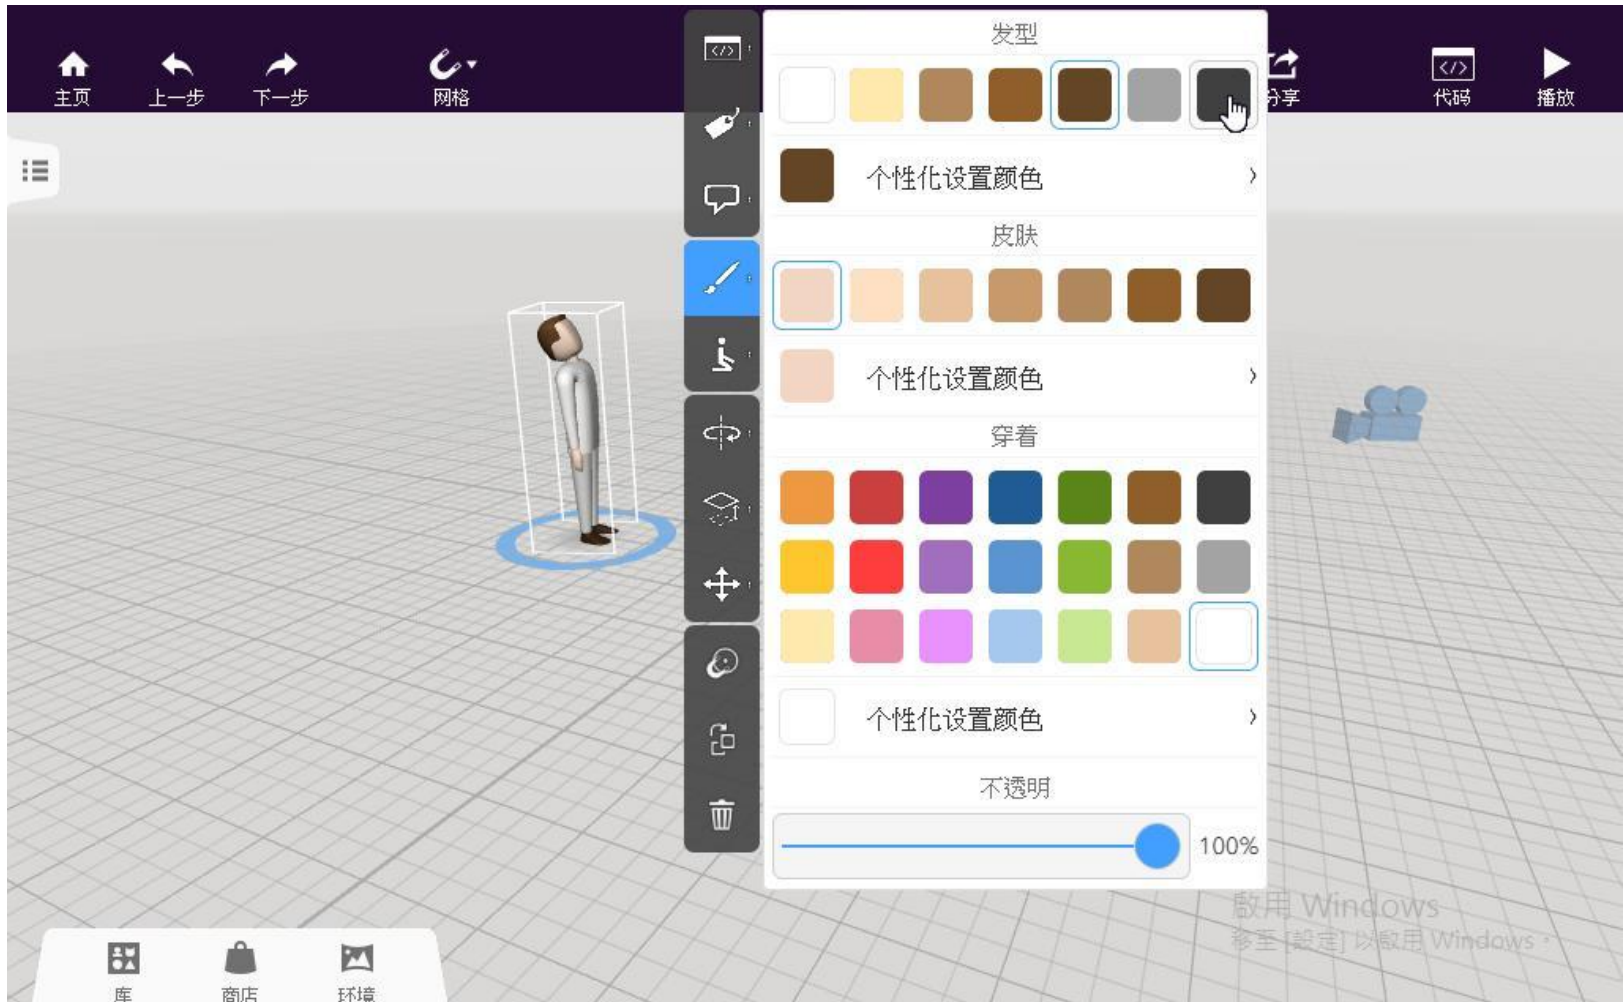 发型
主页
上一步
下一步
网格
分享
代码
播放
个性化设置颜色
皮肤
个性化设置颜色
穿着
个性化设置颜色
不透明
100%
啟用 Windows
移至 [設定] 以啟用 Windows。
库
商店
环境